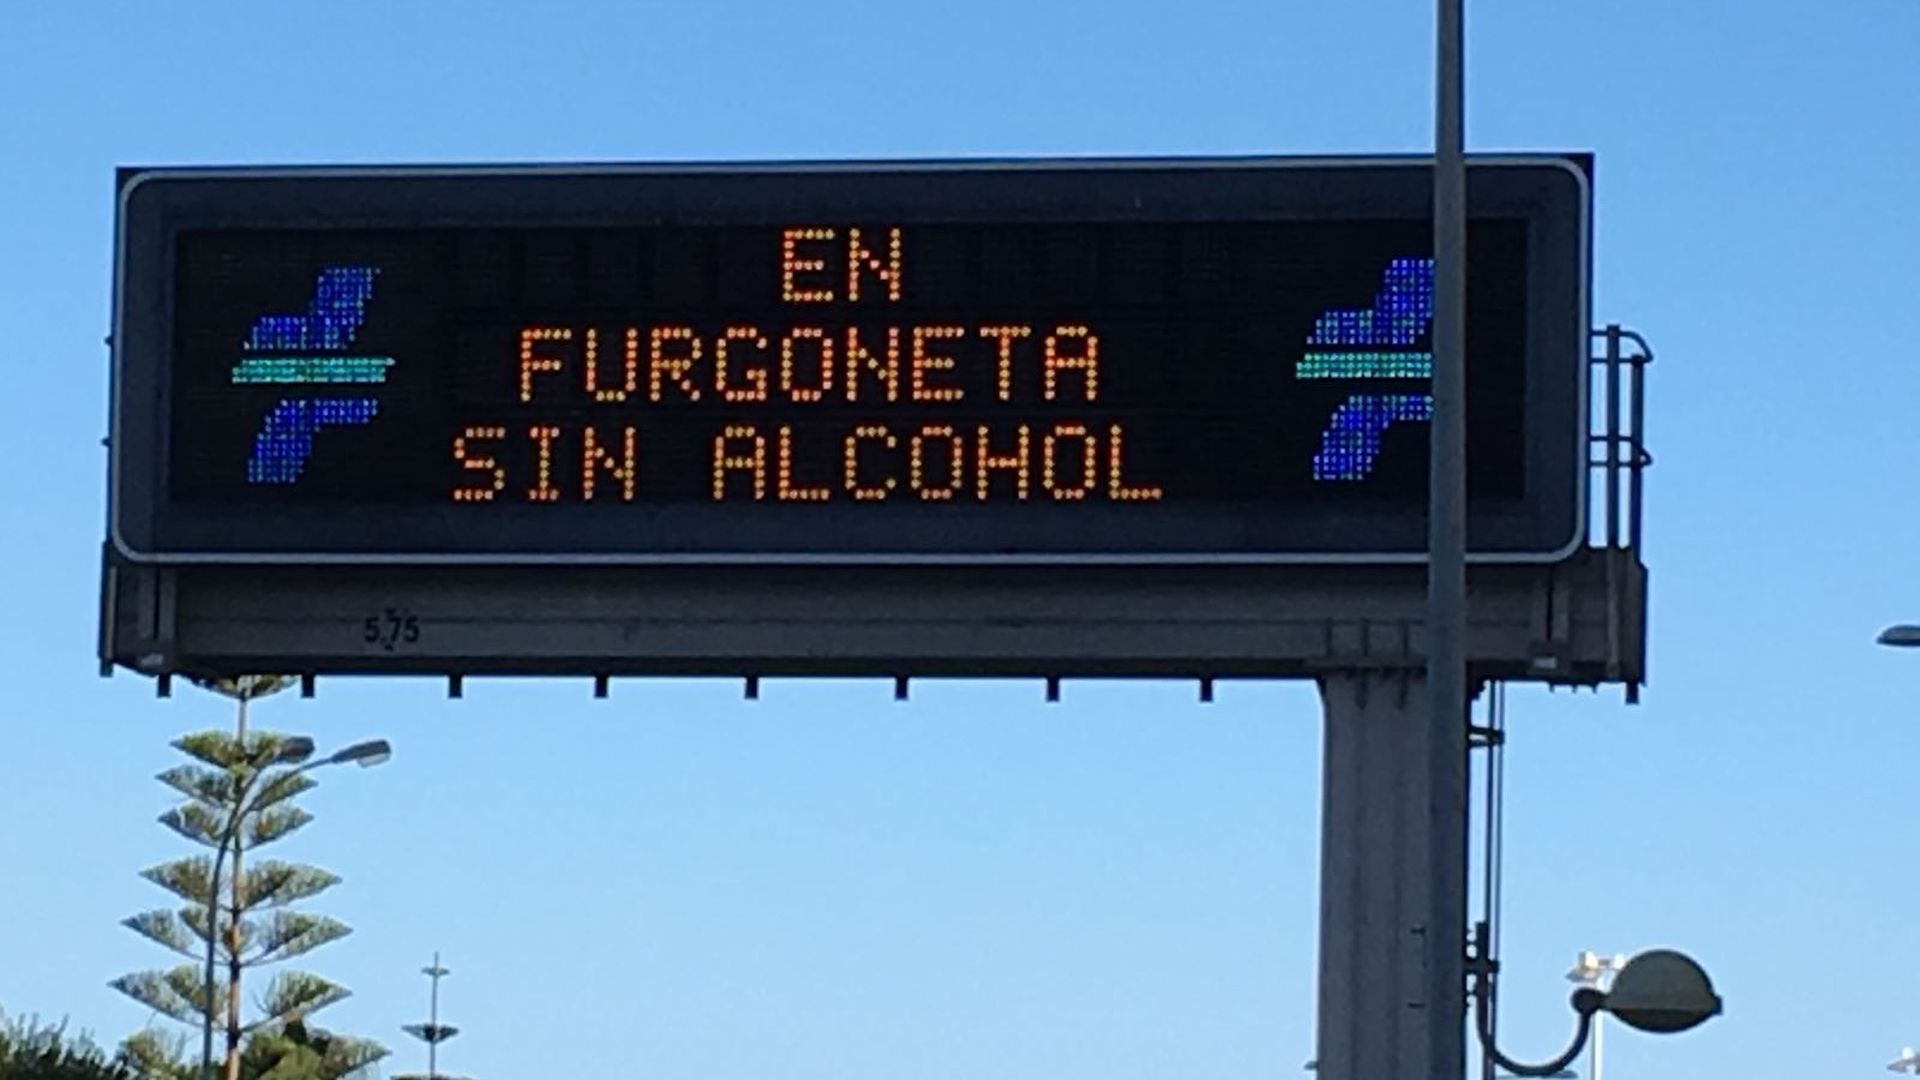 EN
FURGONETA
SIN ALCOHOL
5,75